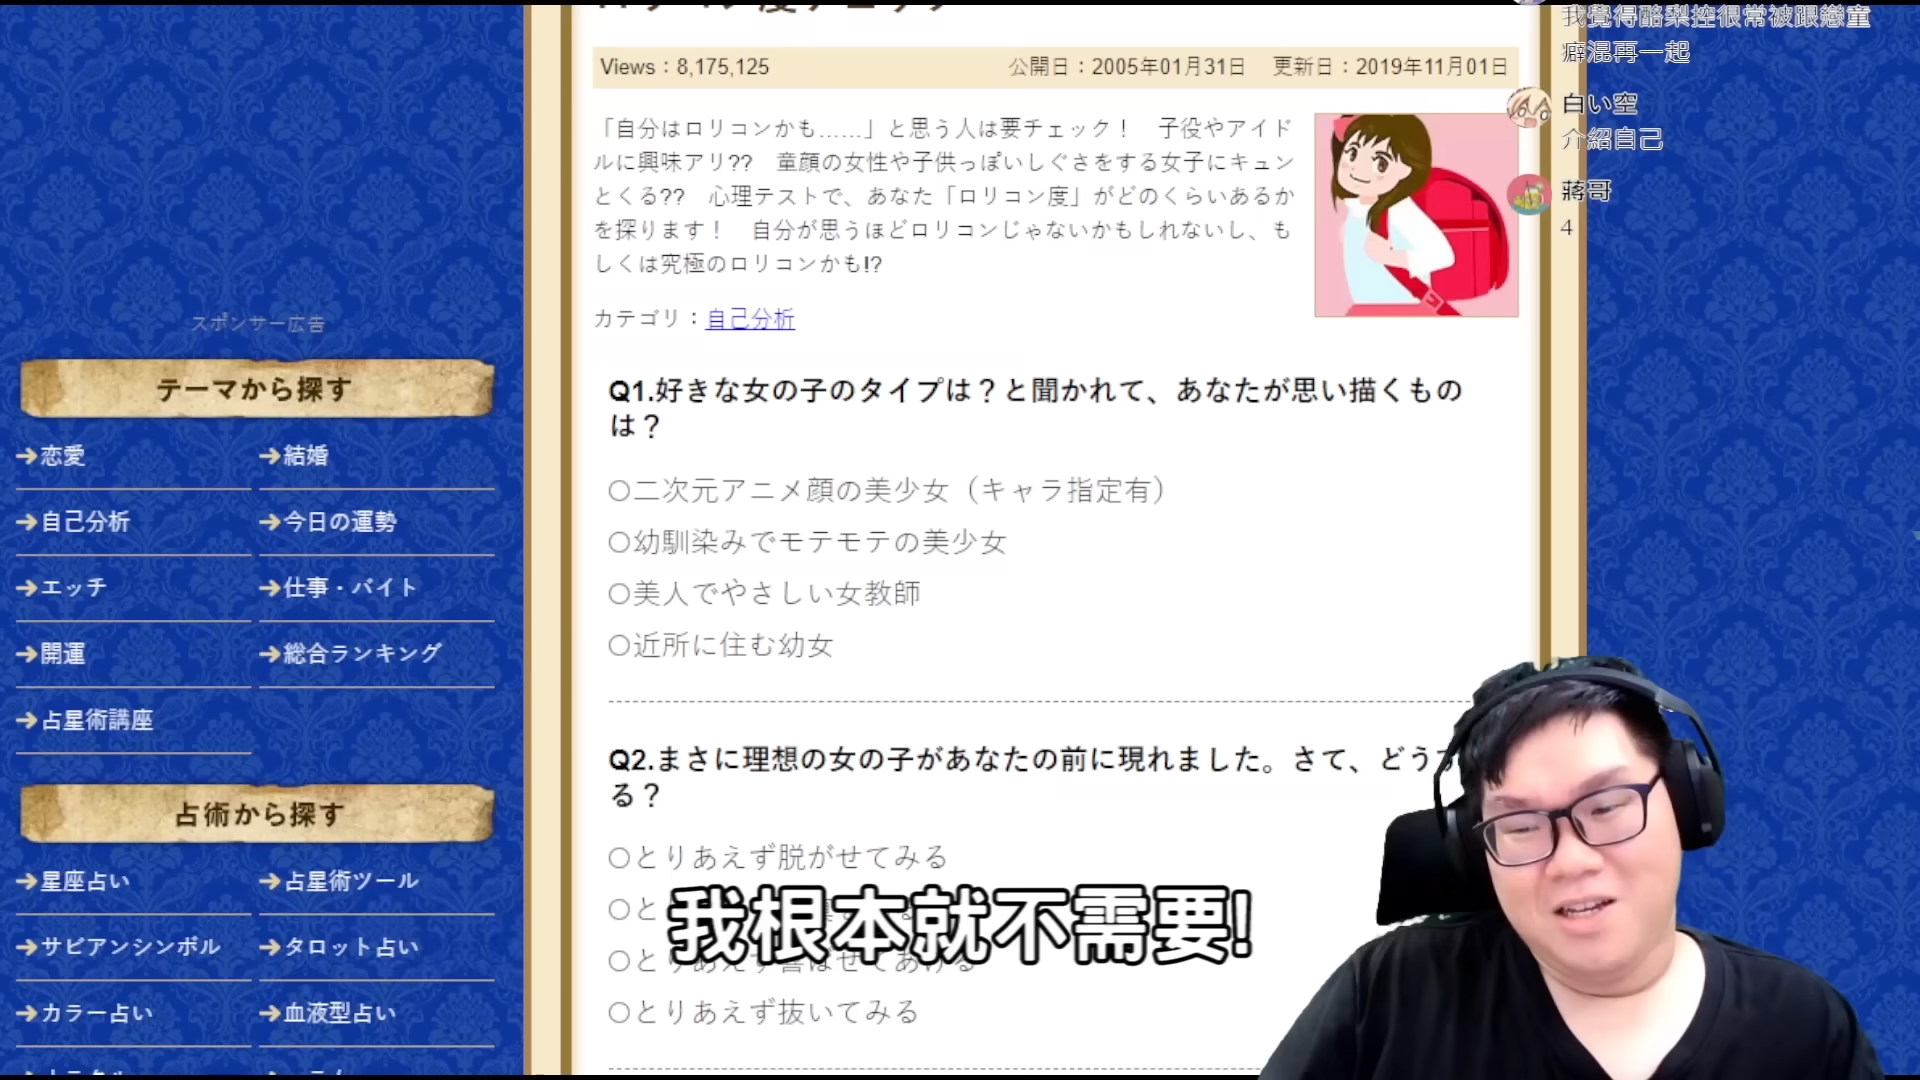 Views：8,175,125
公開日：2005年01月31日　更新日：2019年11月01日
「自分はロリコンかも……」と思う人は要チェック！　子役やアイド
ルに興味アリ??　童顔の女性や子供っぽいしぐさをする女子にキュン
とくる??　心理テストで、あなた「ロリコン度」がどのくらいあるか
を探ります！　自分が思うほどロリコンじゃないかもしれないし、も
しくは究極のロリコンかも!?
カテゴリ：自己分析
Q1.好きな女の子のタイプは？と聞かれて、あなたが思い描くもの
は？
○二次元アニメ顔の美少女（キャラ指定有）
○幼馴染みでモテモテの美少女
○美人でやさしい女教師
○近所に住む幼女
Q2.まさに理想の女の子があなたの前に現れました。さて、どうす
る？
○とりあえず脱がせてみる
○と
○とりあえず喜ばせてあげる
○とりあえず抜いてみる
我根本就不需要!
スポンサー広告
テーマから探す
恋愛
結婚
自己分析
今日の運勢
エッチ
仕事・バイト
開運
総合ランキング
占星術講座
占術から探す
星座占い
占星術ツール
サビアンシンボル
タロット占い
カラー占い
血液型占い
我覺得酪梨控很常被跟戀童
癖混再一起
白い空
介紹自己
蔣哥
4